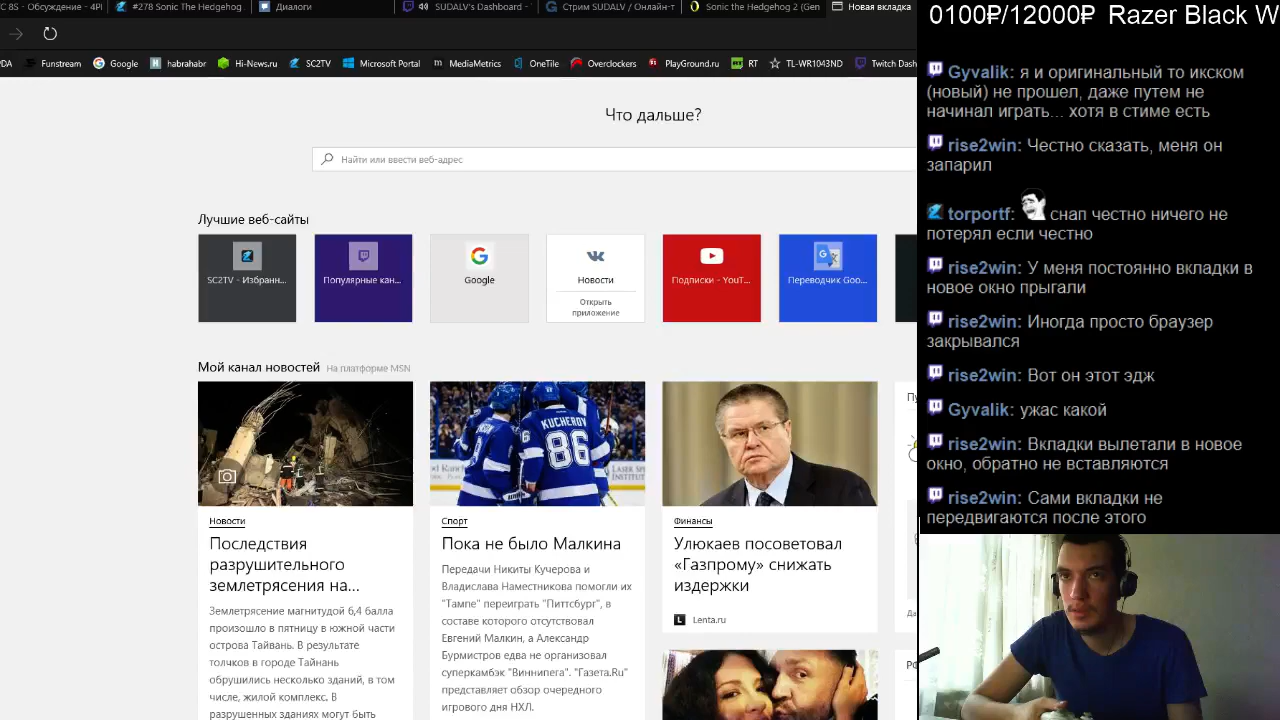 C 8S - Обсуждение - 4PI
#278 Sonic The Hedgehog
Диалоги
SUDALV's Dashboard -
Стрим SUDALV / Онлайн-т
Sonic the Hedgehog 2 (Gen
Новая вкладка
PDA
Funstream
Google
habrahabr
Hi-News.ru
SC2TV
Microsoft Portal
MediaMetrics
OneTile
Overclockers
PlayGround.ru
RT
TL-WR1043ND
Twitch Dash
Что дальше?
Найти или ввести веб-адрес
Лучшие веб-сайты
SC2TV - Избранн...
Популярные кан...
Google
Новости
Открыть
приложение
Подписки - YouT...
Переводчик Goo...
Мой канал новостей На платформе MSN
KUCHEROV
86
Новости
Последствия
разрушительного
землетрясения на...
Землетрясение магнитудой 6,4 балла
произошло в пятницу в южной части
острова Тайвань. В результате
толчков в городе Тайнань
обрушились несколько зданий, в том
числе, жилой комплекс. В
разрушенных зданиях могут быть
Спорт
Пока не было Малкина
Передачи Никиты Кучерова и
Владислава Наместникова помогли их
"Тампе" переиграть "Питтсбург", в
составе которого отсутствовал
Евгений Малкин, а Александр
Бурмистров едва не организовал
суперкамбэк "Виннипега". "Газета.Ru"
представляет обзор очередного
игрового дня НХЛ.
Финансы
Улюкаев посоветовал
«Газпрому» снижать
издержки
L Lenta.ru
0100₽/12000₽ Razer Black W
Gyvalik: я и оригинальный то икском
(новый) не прошел, даже путем не
начинал играть... хотя в стиме есть
rise2win: Честно сказать, меня он
запарил
torportf: снап честно ничего не
потерял если честно
rise2win: У меня постоянно вкладки в
новое окно прыгали
rise2win: Иногда просто браузер
закрывался
rise2win: Вот он этот эдж
Gyvalik: ужас какой
rise2win: Вкладки вылетали в новое
окно, обратно не вставляются
rise2win: Сами вкладки не
передвигаются после этого